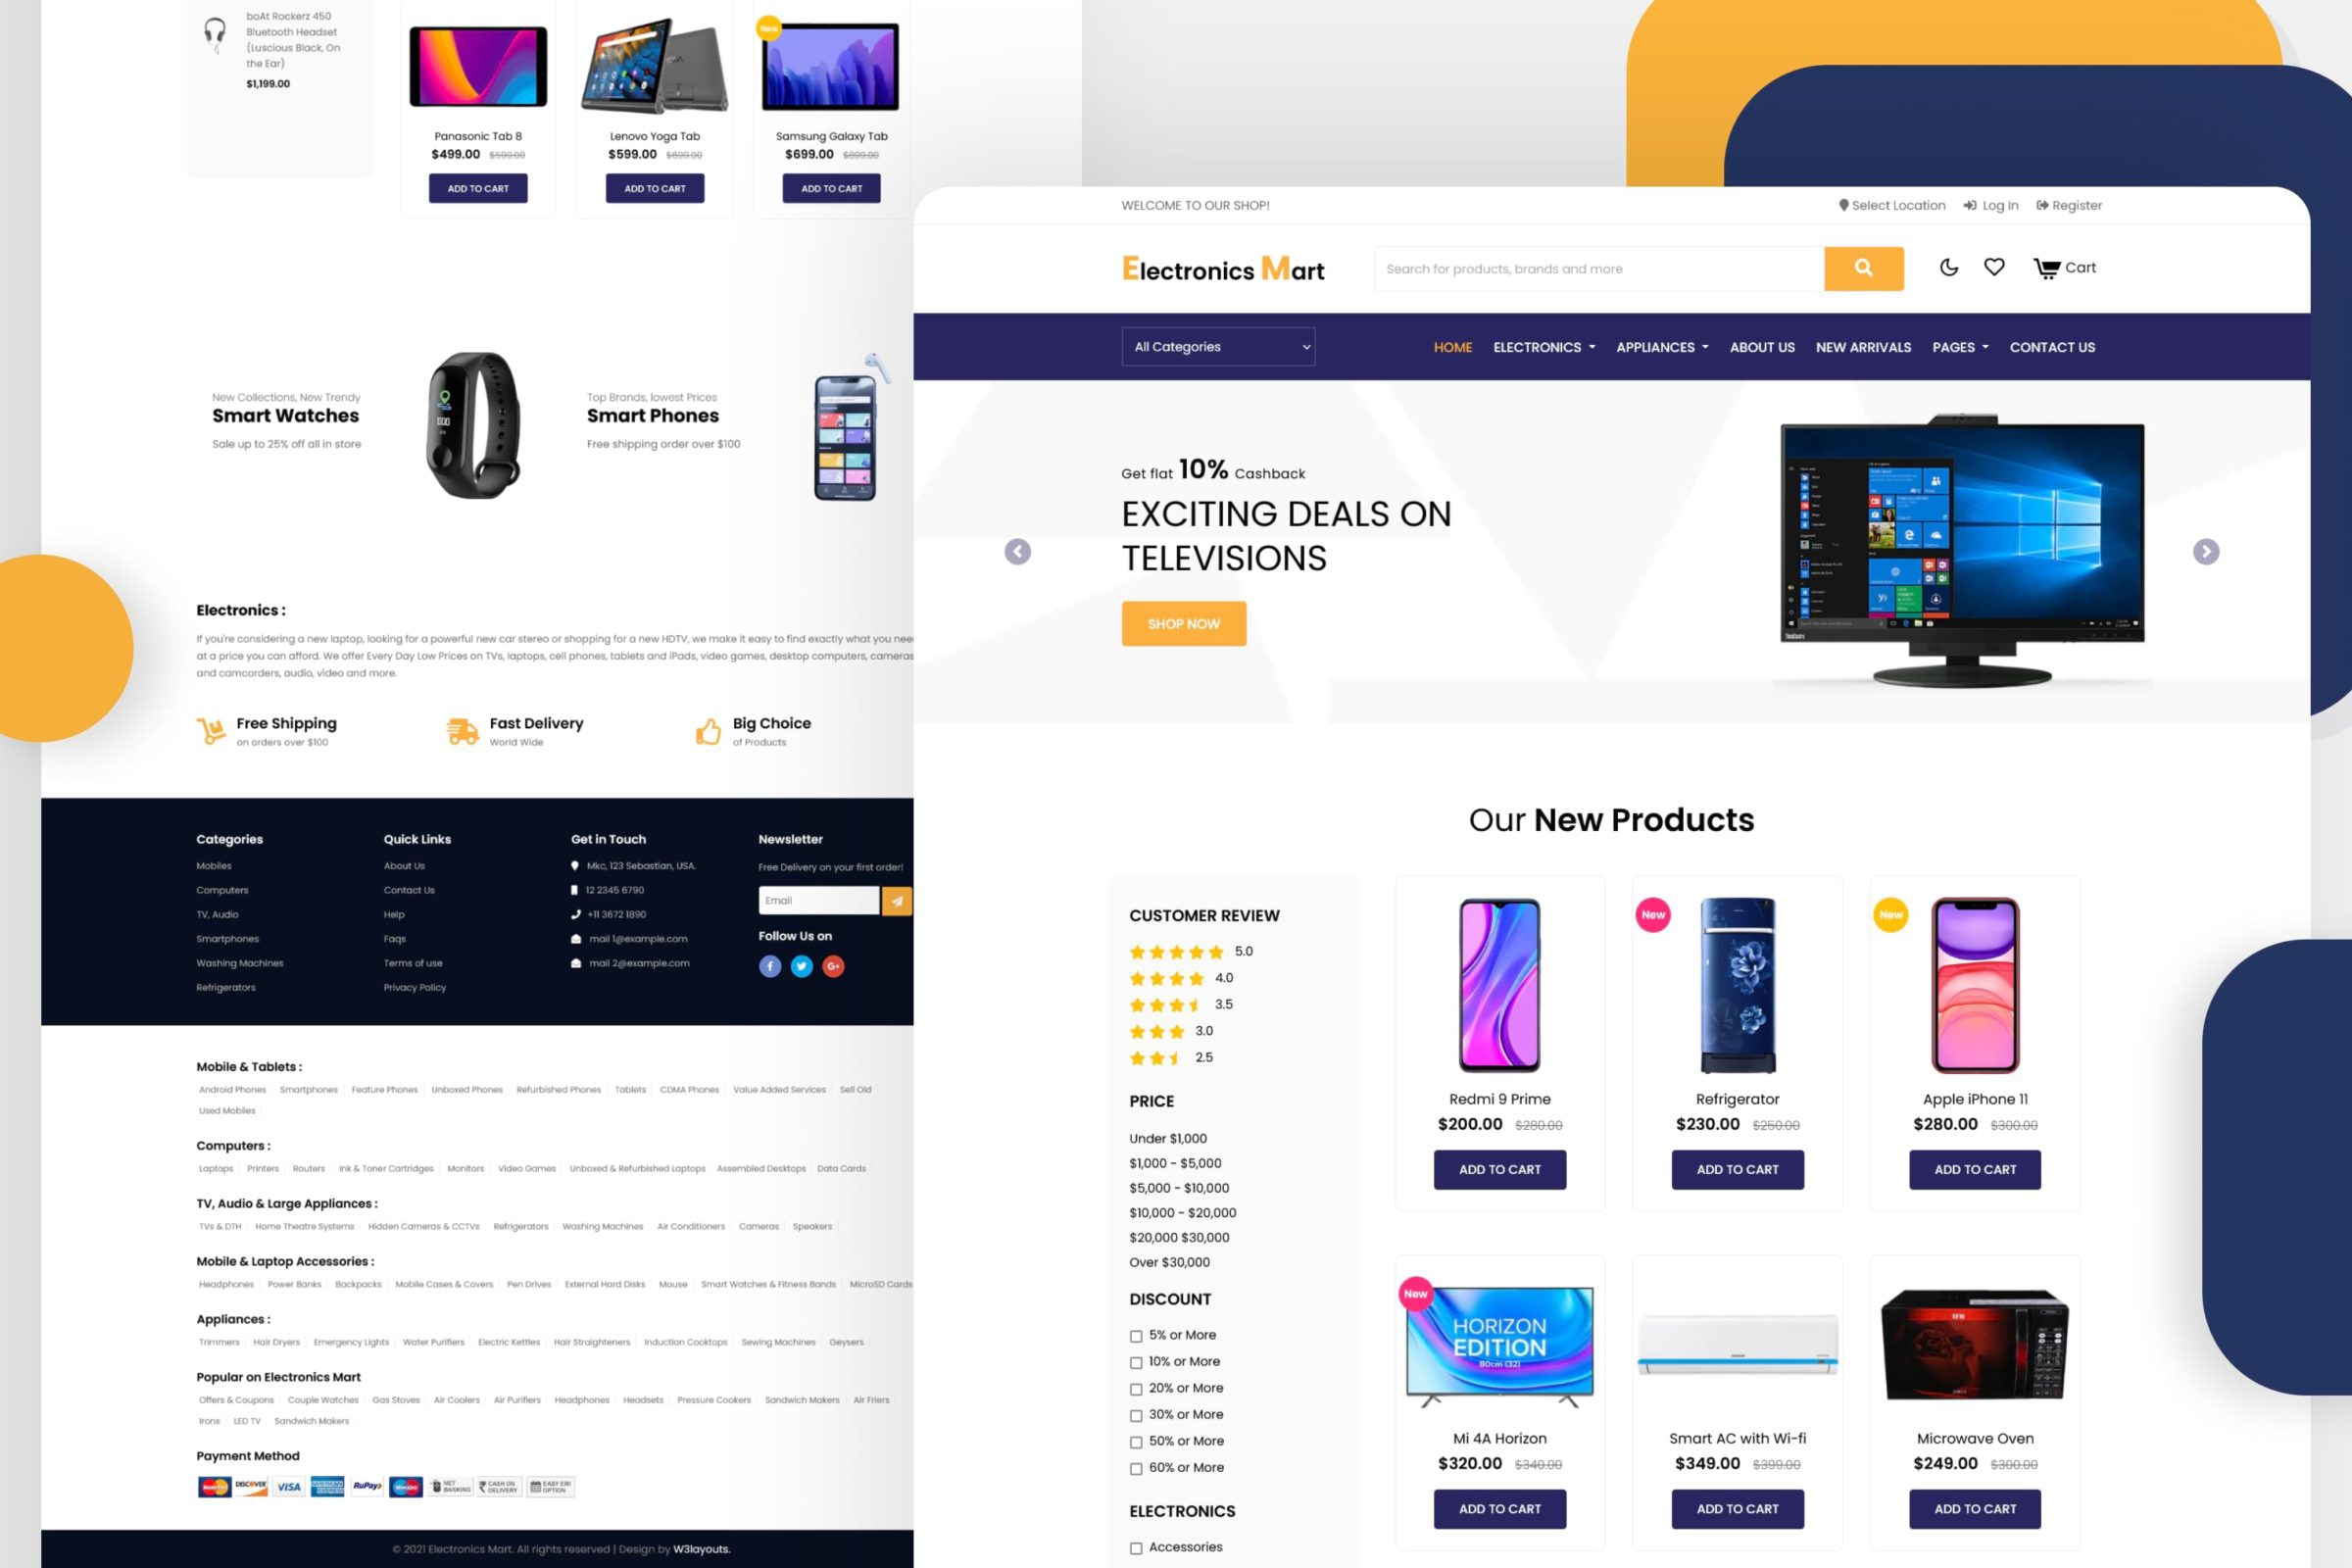 boAt Rockerz 450
Bluetooth Headset
(Luscious Black, On
the Ear)
$1,199.00
New
Panasonic Tab 8
$499.00 $599.00
ADD TO CART
Lenovo Yoga Tab
$599.00 $699.00
ADD TO CART
Samsung Galaxy Tab
$699.00 $899.00
ADD TO CART
New Collections, New Trendy
Smart Watches
Sale up to 25% off all in store
Top Brands, lowest Prices
Smart Phones
Free shipping order over $100
Electronics :
If you're considering a new laptop, looking for a powerful new car stereo or shopping for a new HDTV, we make it easy to find exactly what you nee
at a price you can afford. We offer Every Day Low Prices on TVs, laptops, cell phones, tablets and iPads, video games, desktop computers, cameras
and camcorders, audio, video and more.
Free Shipping
on orders over $100
Fast Delivery
World Wide
Big Choice
of Products
Categories
Mobiles
Computers
TV, Audio
Smartphones
Washing Machines
Refrigerators
Quick Links
About Us
Contact Us
Help
Faqs
Terms of use
Privacy Policy
Get in Touch
Mkc, 123 Sebastian, USA.
12 2345 6790
+11 3672 1890
mail 1@example.com
mail 2@example.com
Newsletter
Free Delivery on your first order!
Email
Follow Us on
f
G+
Mobile & Tablets :
Android Phones Smartphones Feature Phones Unboxed Phones Refurbished Phones Tablets CDMA Phones Value Added Services Sell Old
Used Mobiles
Computers :
Laptops Printers Routers Ink & Toner Cartridges Monitors Video Games Unboxed & Refurbished Laptops Assembled Desktops Data Cards
TV, Audio & Large Appliances :
TVs & DTH Home Theatre Systems Hidden Cameras & CCTVs Refrigerators Washing Machines Air Conditioners Cameras Speakers
Mobile & Laptop Accessories :
Headphones Power Banks Backpacks Mobile Cases & Covers Pen Drives External Hard Disks Mouse Smart Watches & Fitness Bands MicroSD Cards
Appliances :
Trimmers Hair Dryers Emergency Lights Water Purifiers Electric Kettles Hair Straighteners Induction Cooktops Sewing Machines Geysers
Popular on Electronics Mart
Offers & Coupons Couple Watches Gas Stoves Air Coolers Air Purifiers Headphones Headsets Pressure Cookers Sandwich Makers Air Friers
Irons LED TV Sandwich Makers
Payment Method
MasterCard DISCOVER VISA AMERICAN EXPRESS RuPay Maestro NET BANKING CASH ON DELIVERY EASY EMI OPTION
© 2021 Electronics Mart. All rights reserved | Design by W3layouts.
WELCOME TO OUR SHOP!
Select Location Log In Register
Electronics Mart
Search for products, brands and more
Cart
All Categories
HOME ELECTRONICS APPLIANCES ABOUT US NEW ARRIVALS PAGES CONTACT US
Get flat 10% Cashback
EXCITING DEALS ON
TELEVISIONS
SHOP NOW
Our New Products
CUSTOMER REVIEW
5.0
4.0
3.5
3.0
2.5
PRICE
Under $1,000
$1,000 - $5,000
$5,000 - $10,000
$10,000 - $20,000
$20,000 $30,000
Over $30,000
DISCOUNT
5% or More
10% or More
20% or More
30% or More
50% or More
60% or More
ELECTRONICS
Accessories
Redmi 9 Prime
$200.00 $280.00
ADD TO CART
New
Refrigerator
$230.00 $250.00
ADD TO CART
New
Apple iPhone 11
$280.00 $300.00
ADD TO CART
New
HORIZON
EDITION
80cm (32)
Mi 4A Horizon
$320.00 $340.00
ADD TO CART
Smart AC with Wi-fi
$349.00 $399.00
ADD TO CART
IFB
Microwave Oven
$249.00 $300.00
ADD TO CART